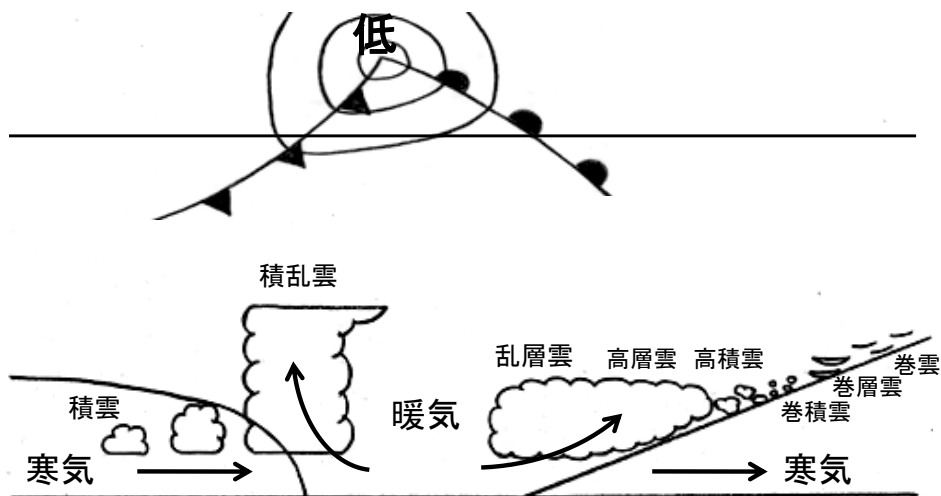 低
積乱雲
乱層雲 高層雲 高積雲 巻雲
巻層雲
積雲 暖気 巻積雲
寒気 寒気